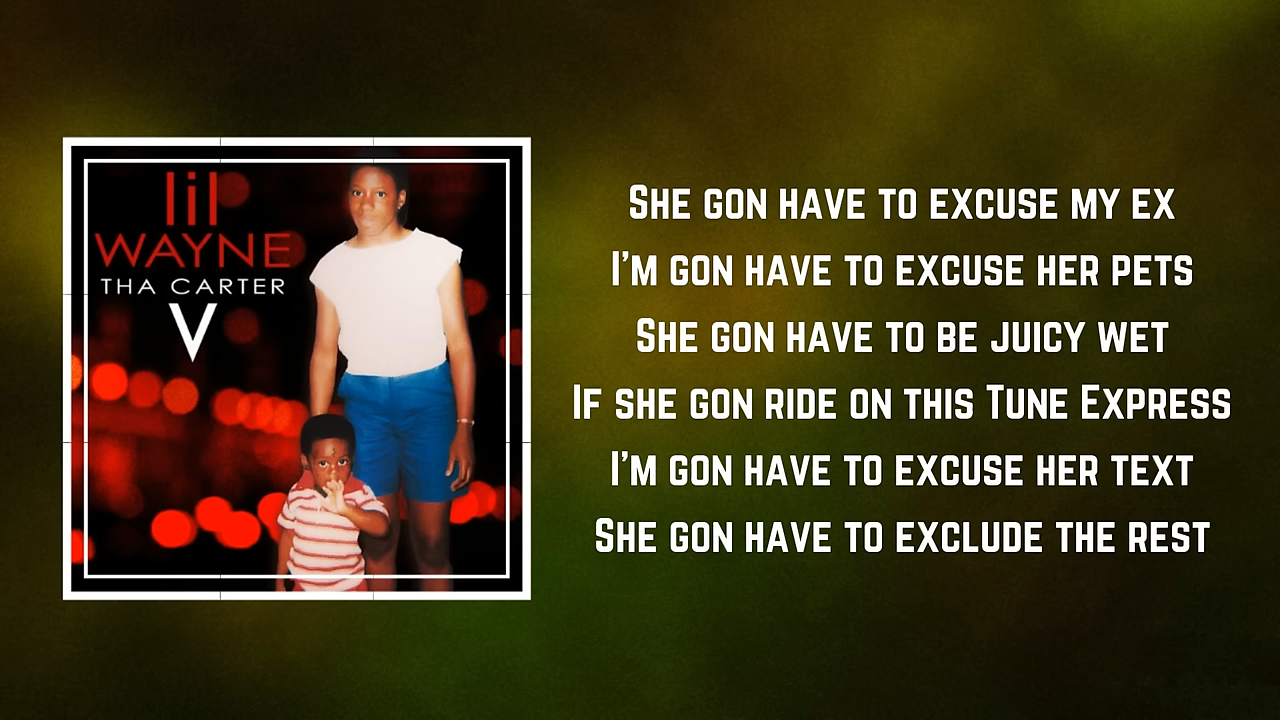 lil
WAYNE
THA CARTER
V
SHE GON HAVE TO EXCUSE MY EX
I'M GON HAVE TO EXCUSE HER PETS
SHE GON HAVE TO BE JUICY WET
IF SHE GON RIDE ON THIS TUNE EXPRESS
I'M GON HAVE TO EXCUSE HER TEXT
SHE GON HAVE TO EXCLUDE THE REST